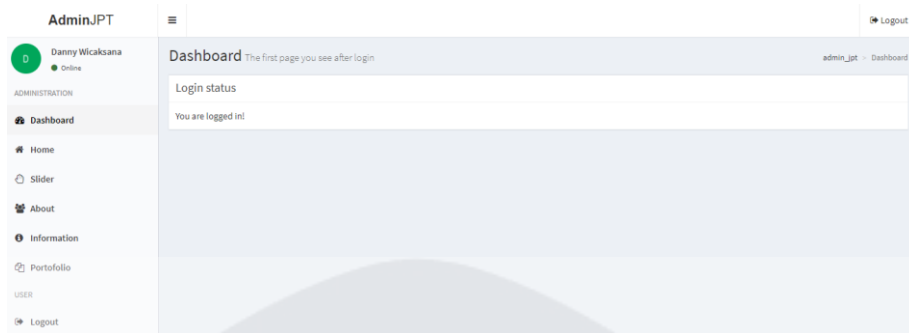 AdminJPT
Logout
D
Danny Wicaksana
Online
ADMINISTRATION
Dashboard
Home
Slider
About
Information
Portofolio
USER
Logout
Dashboard The first page you see after login
admin_jpt > Dashboard
Login status
You are logged in!